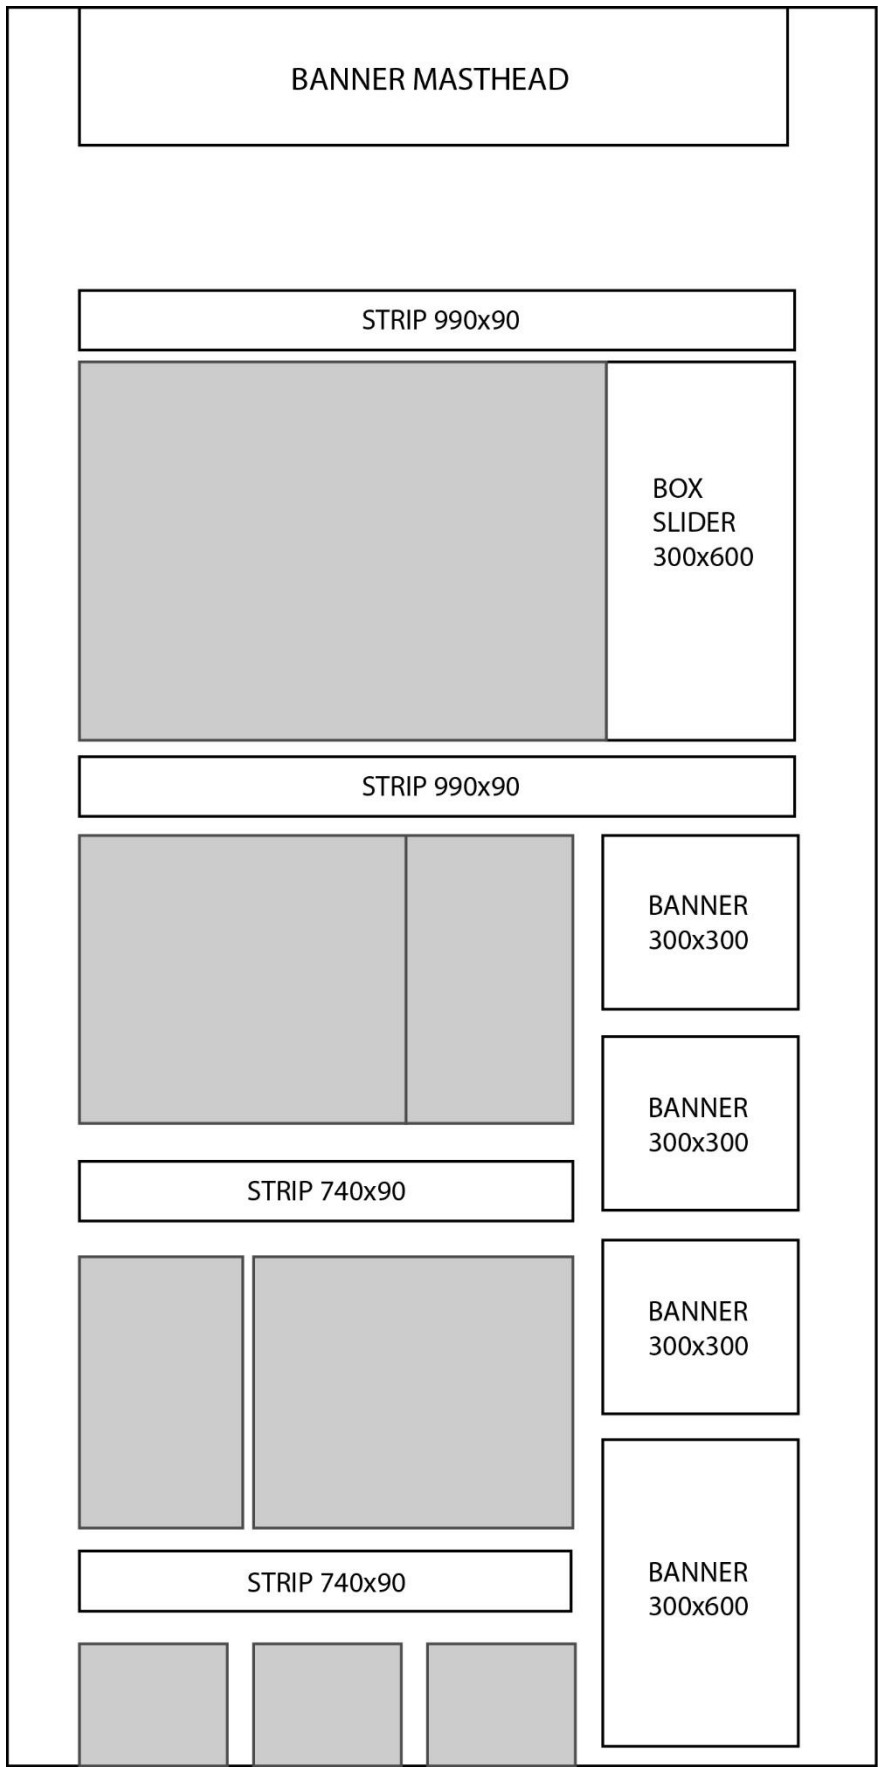 BANNER MASTHEAD
STRIP 990x90
BOX
SLIDER
300x600
STRIP 990x90
BANNER
300x300
BANNER
300x300
STRIP 740x90
BANNER
300x300
STRIP 740x90
BANNER
300x600